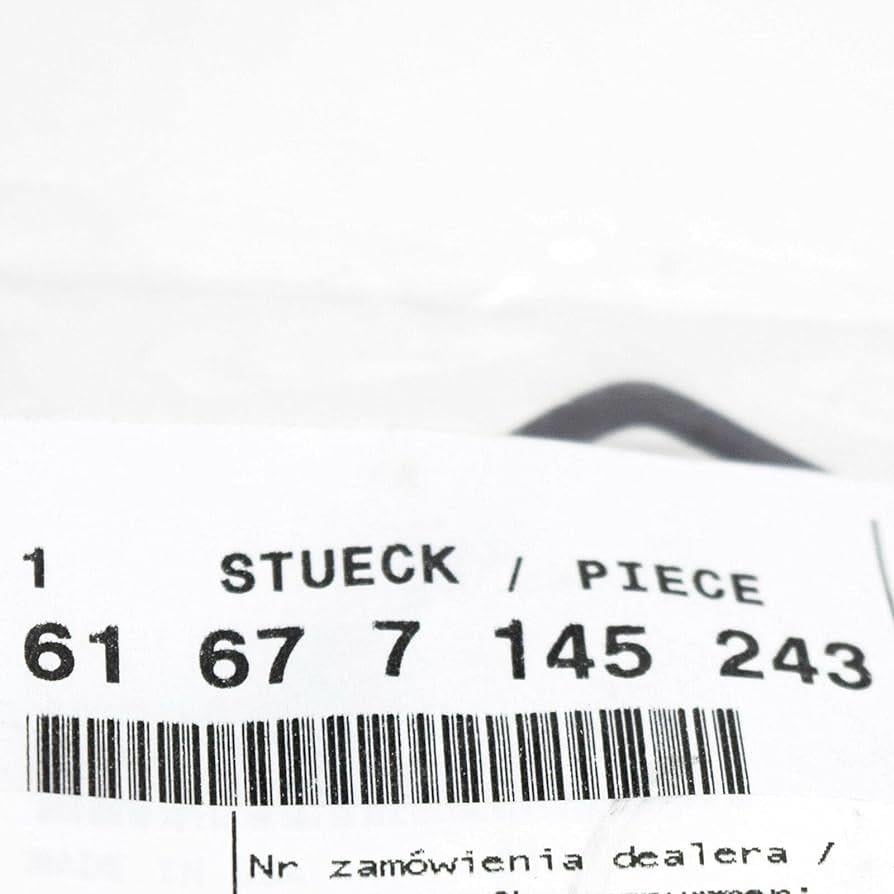 1 STUECK / PIECE
61 67 7 145 243
Nr zamówienia dealera /